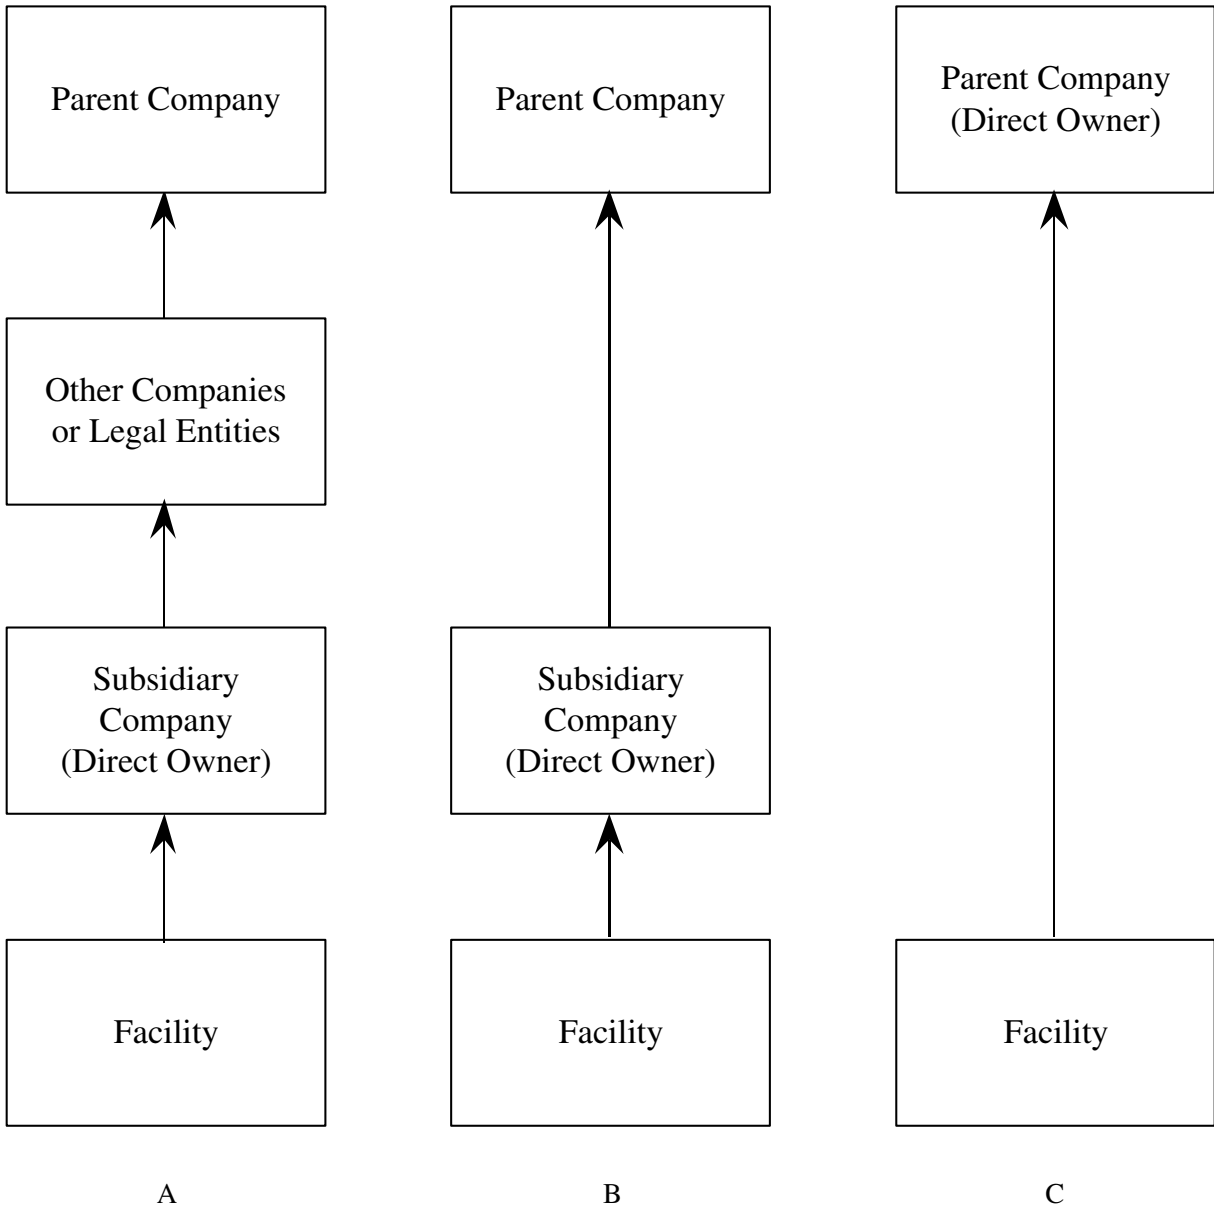 Parent Company
Other Companies
or Legal Entities
Subsidiary
Company
(Direct Owner)
Facility
A
Parent Company
Subsidiary
Company
(Direct Owner)
Facility
B
Parent Company
(Direct Owner)
Facility
C